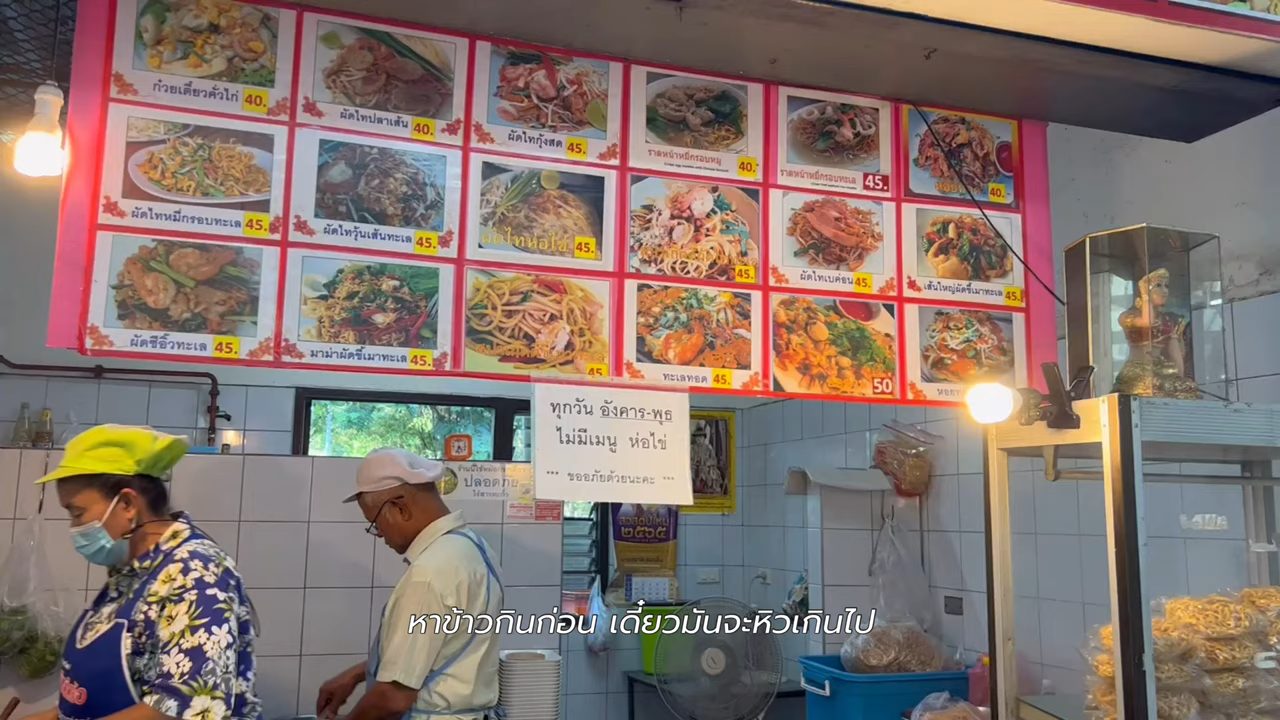 ก๋วยเตี๋ยวคั่วไก่ 40.
ผัดไทปลาเส้น 40.
ผัดไทกุ้งสด 45.
ราดหน้าหมี่กรอบหมู 40.
ราดหน้าหมี่กรอบทะเล 45.
40.
ผัดไทหมี่กรอบทะเล 45.
ผัดไทวุ้นเส้นทะเล 45.
ผัดไทห่อไข่ 45.
45.
ผัดไทเบค่อน 45.
เส้นใหญ่ผัดขี้เมาทะเล 45.
ผัดซีอิ๊วทะเล 45.
มาม่าผัดขี้เมาทะเล 45.
45.
ทะเลทอด 45.
50
ทุกวัน อังคาร-พุธ
ไม่มีเมนู ห่อไข่
*** ขออภัยด้วยนะคะ ***
ปลอดภัย
๒๕๖๕
หาข้าวกินก่อน เดี๋ยวมันจะหิวเกินไป